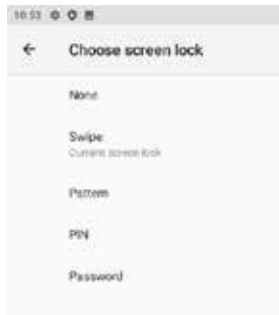 10:53
Choose screen lock
None
Swipe
Current screen lock
Pattern
PIN
Password